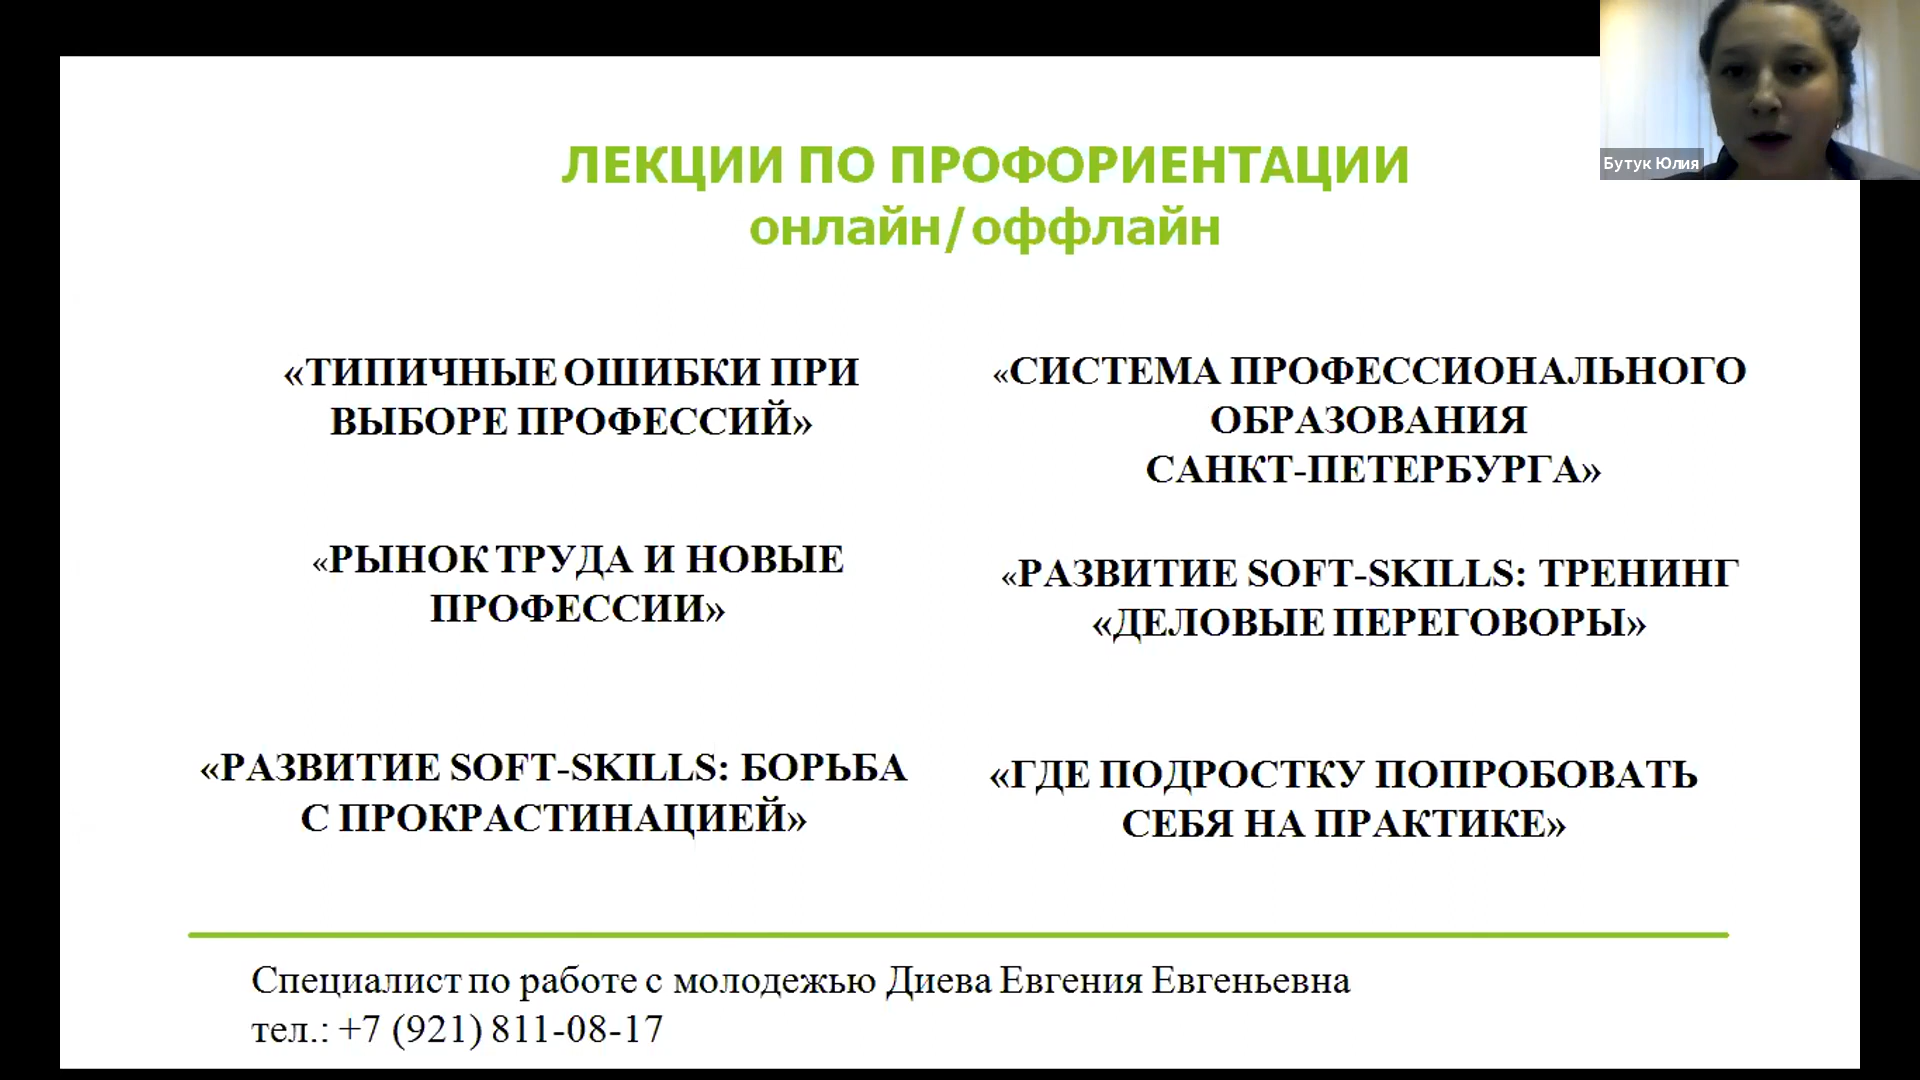 ЛЕКЦИИ ПО ПРОФОРИЕНТАЦИИ
онлайн/оффлайн
Бутук Юлия
«ТИПИЧНЫЕ ОШИБКИ ПРИ
ВЫБОРЕ ПРОФЕССИЙ»
«СИСТЕМА ПРОФЕССИОНАЛЬНОГО
ОБРАЗОВАНИЯ
САНКТ-ПЕТЕРБУРГА»
«РЫНОК ТРУДА И НОВЫЕ
ПРОФЕССИИ»
«РАЗВИТИЕ SOFT-SKILLS: ТРЕНИНГ
«ДЕЛОВЫЕ ПЕРЕГОВОРЫ»
«РАЗВИТИЕ SOFT-SKILLS: БОРЬБА
С ПРОКРАСТИНАЦИЕЙ»
«ГДЕ ПОДРОСТКУ ПОПРОБОВАТЬ
СЕБЯ НА ПРАКТИКЕ»
Специалист по работе с молодежью Диева Евгения Евгеньевна
тел.: +7 (921) 811-08-17